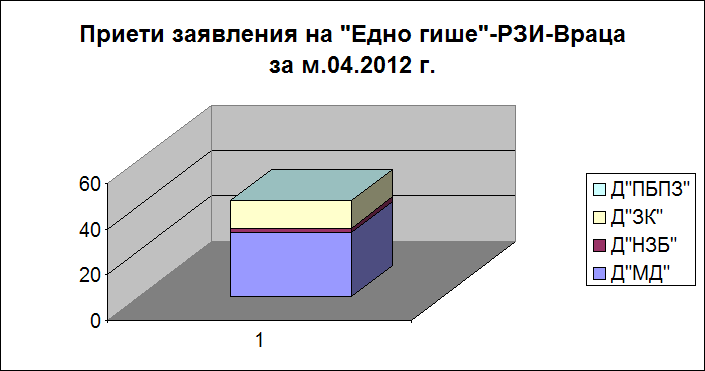 Приети заявления на "Едно гише"-РЗИ-Враца
за м.04.2012 г.
60
40
20
0
1
Д"ПБПЗ"
Д"ЗК"
Д"НЗБ"
Д"МД"